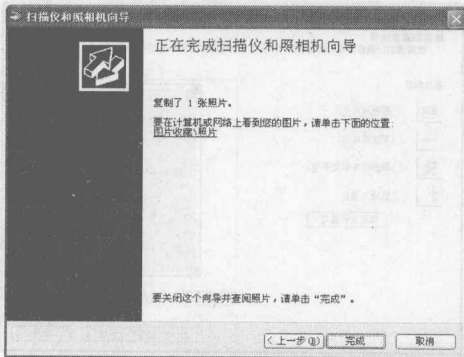 扫描仪和照相机向导
正在完成扫描仪和照相机向导
复制了 1 张照片。
要在计算机或网络上看到您的图片，请单击下面的位置：
图片收藏\照片
要关闭这个向导并查阅照片，请单击“完成”。
< 上一步(B)
完成
取消